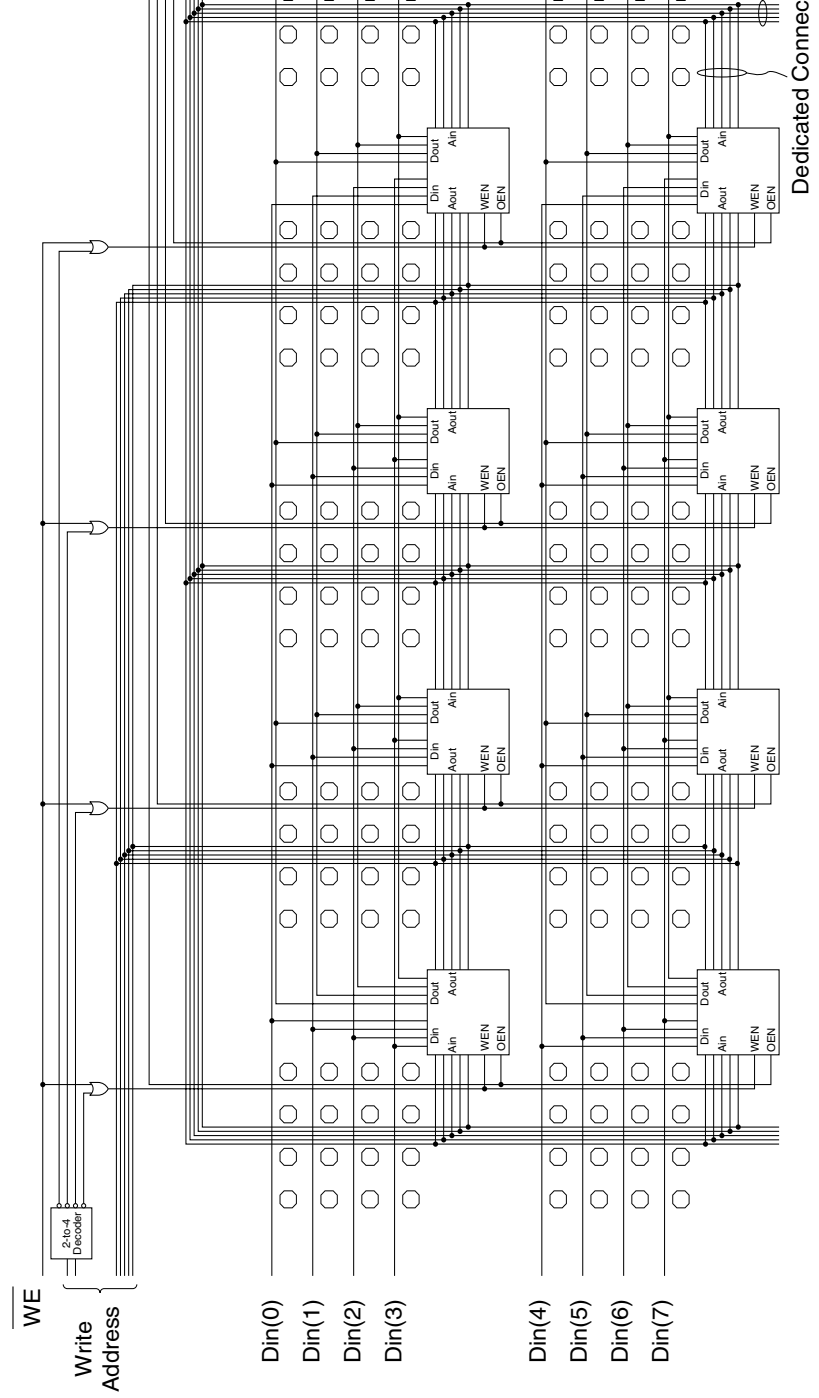 WE
2-to-4
Decoder
Write
Address
Din(0)
Din(1)
Din(2)
Din(3)
Din Dout
Ain Aout
WEN
OEN
Din Dout
Aout Ain
WEN
OEN
Din Dout
Ain Aout
WEN
OEN
Din Dout
Aout Ain
WEN
OEN
Din(4)
Din(5)
Din(6)
Din(7)
Din Dout
Ain Aout
WEN
OEN
Din Dout
Aout Ain
WEN
OEN
Din Dout
Ain Aout
WEN
OEN
Din Dout
Aout Ain
WEN
OEN
Dedicated Connec